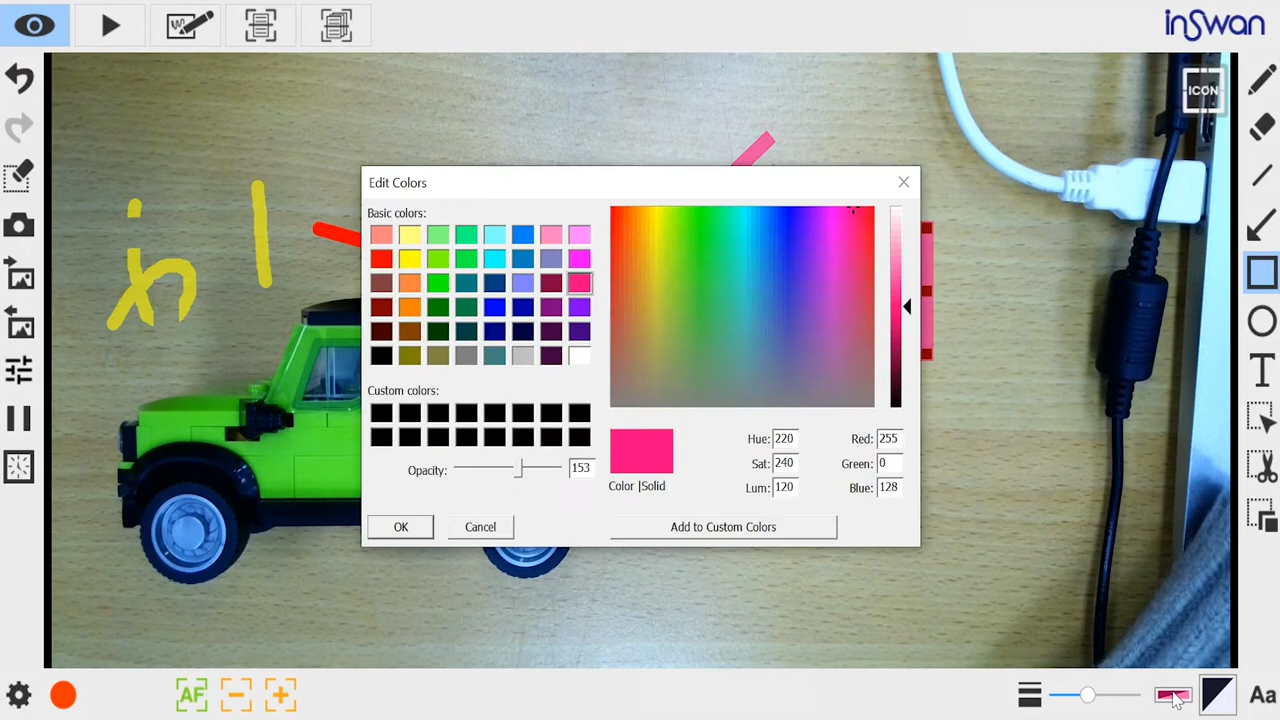 inSwan
ICON
Edit Colors
Basic colors:
Custom colors:
Opacity: 153
Color |Solid
Hue: 220
Sat: 240
Lum: 120
Red: 255
Green: 0
Blue: 128
OK
Cancel
Add to Custom Colors
T
AF
Aa